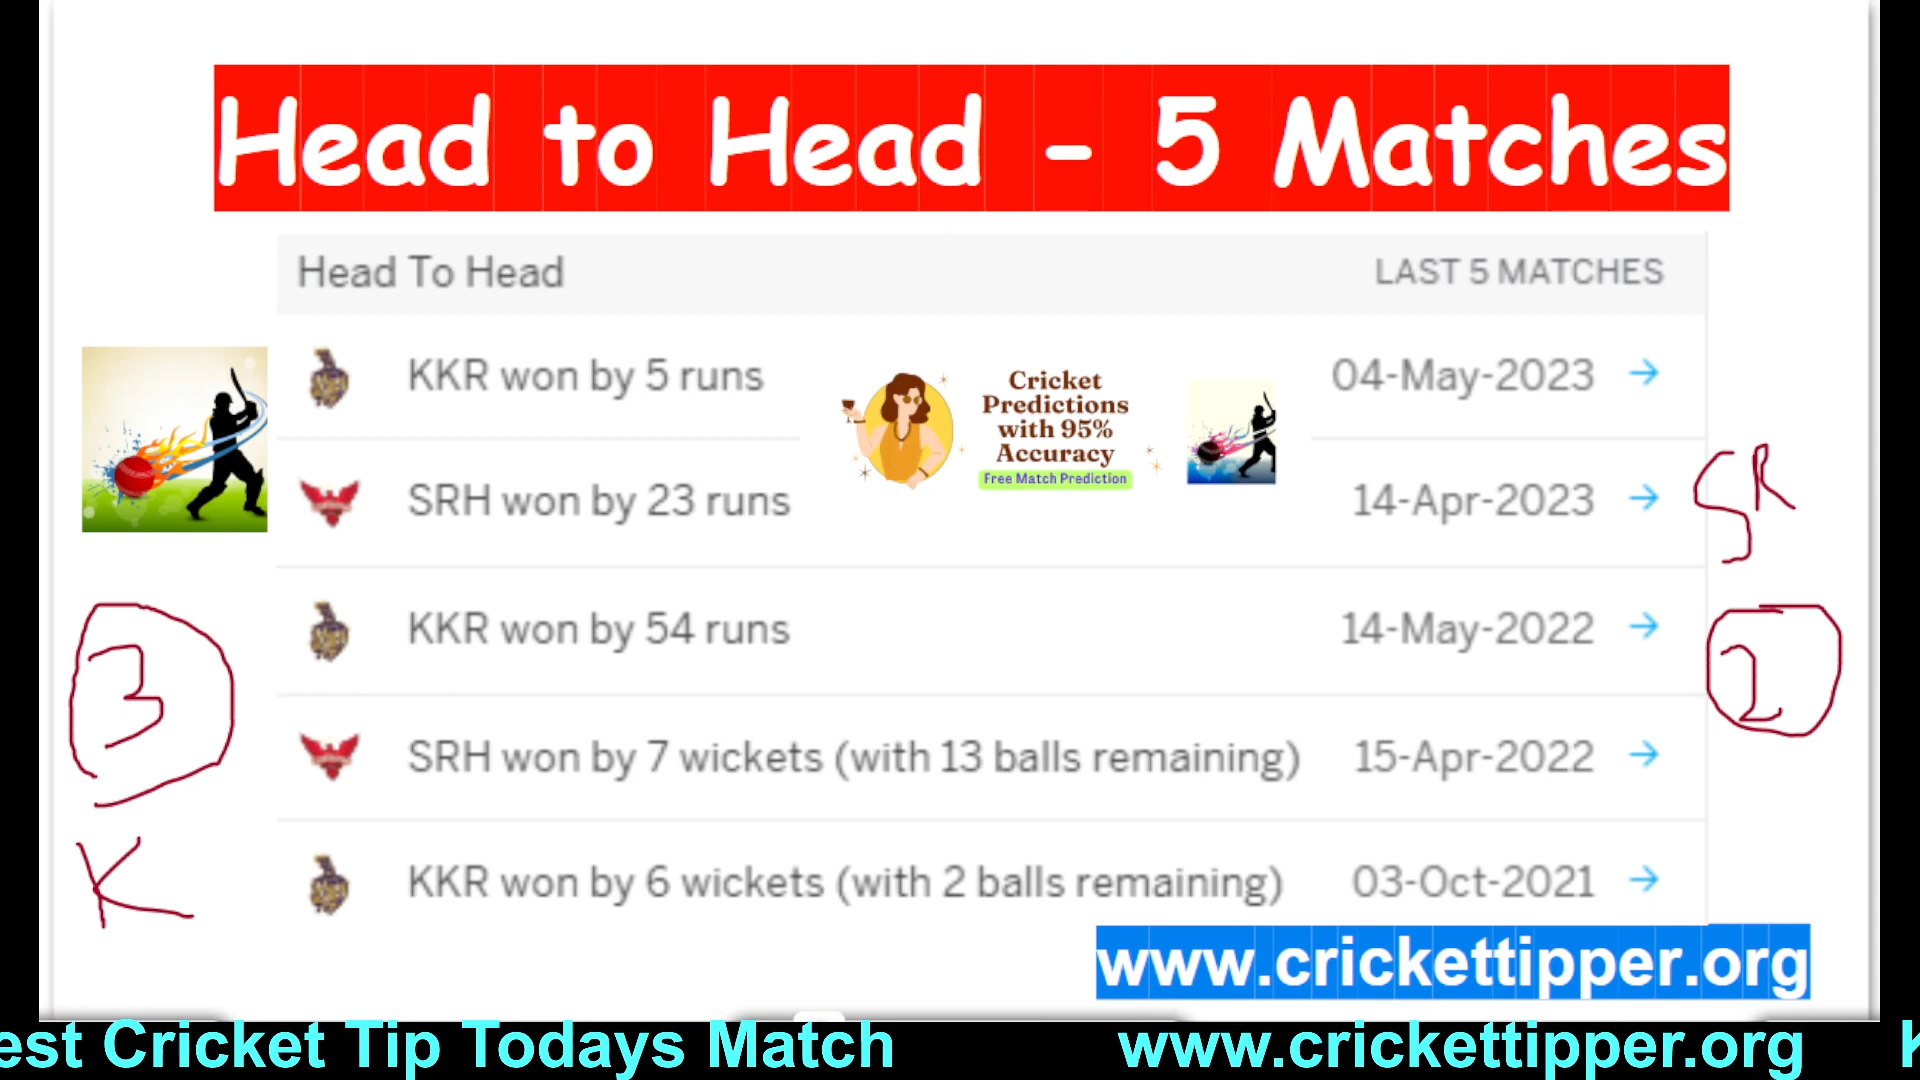 Head to Head - 5 Matches
Head To Head LAST 5 MATCHES
KKR won by 5 runs 04-May-2023
Cricket
Predictions
with 95%
Accuracy
Free Match Prediction
SRH won by 23 runs 14-Apr-2023
SR
KKR won by 54 runs 14-May-2022
3
2
SRH won by 7 wickets (with 13 balls remaining) 15-Apr-2022
KKR won by 6 wickets (with 2 balls remaining) 03-Oct-2021
K
www.crickettipper.org
est Cricket Tip Todays Match www.crickettipper.org K